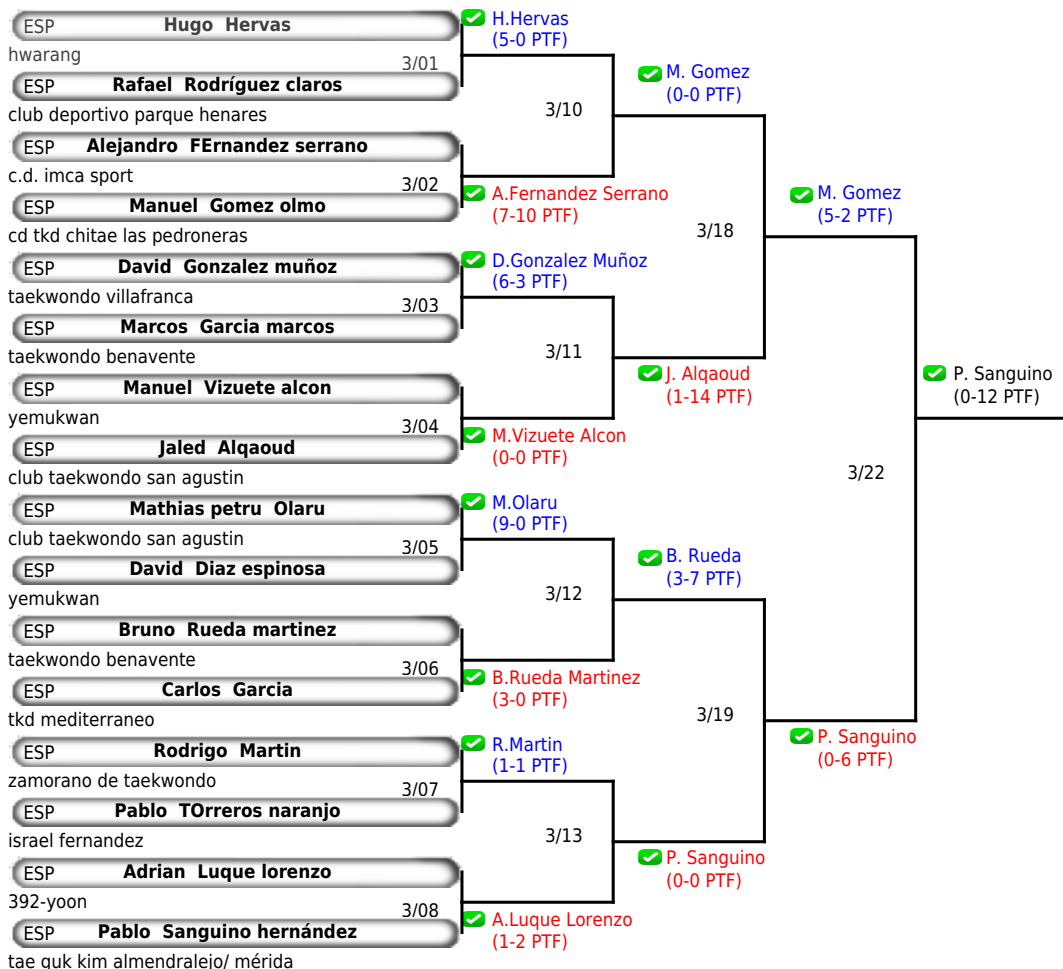 ESP Hugo Hervas
hwarang
3/01
ESP Rafael Rodríguez claros
club deportivo parque henares
ESP Alejandro FErnandez serrano
c.d. imca sport
3/02
ESP Manuel Gomez olmo
cd tkd chitae las pedroneras
ESP David Gonzalez muñoz
taekwondo villafranca
3/03
ESP Marcos Garcia marcos
taekwondo benavente
ESP Manuel Vizuete alcon
yemukwan
3/04
ESP Jaled Alqaoud
club taekwondo san agustin
ESP Mathias petru Olaru
club taekwondo san agustin
3/05
ESP David Diaz espinosa
yemukwan
ESP Bruno Rueda martinez
taekwondo benavente
3/06
ESP Carlos Garcia
tkd mediterraneo
ESP Rodrigo Martin
zamorano de taekwondo
3/07
ESP Pablo TOrreros naranjo
israel fernandez
ESP Adrian Luque lorenzo
392-yoon
3/08
ESP Pablo Sanguino hernández
tae guk kim almendralejo/ mérida
H.Hervas
(5-0 PTF)
3/10
A.Fernandez Serrano
(7-10 PTF)
D.Gonzalez Muñoz
(6-3 PTF)
3/11
M.Vizuete Alcon
(0-0 PTF)
M.Olaru
(9-0 PTF)
3/12
B.Rueda Martinez
(3-0 PTF)
R.Martin
(1-1 PTF)
3/13
A.Luque Lorenzo
(1-2 PTF)
M. Gomez
(0-0 PTF)
3/18
J. Alqaoud
(1-14 PTF)
B. Rueda
(3-7 PTF)
3/19
P. Sanguino
(0-0 PTF)
M. Gomez
(5-2 PTF)
3/22
P. Sanguino
(0-6 PTF)
P. Sanguino
(0-12 PTF)